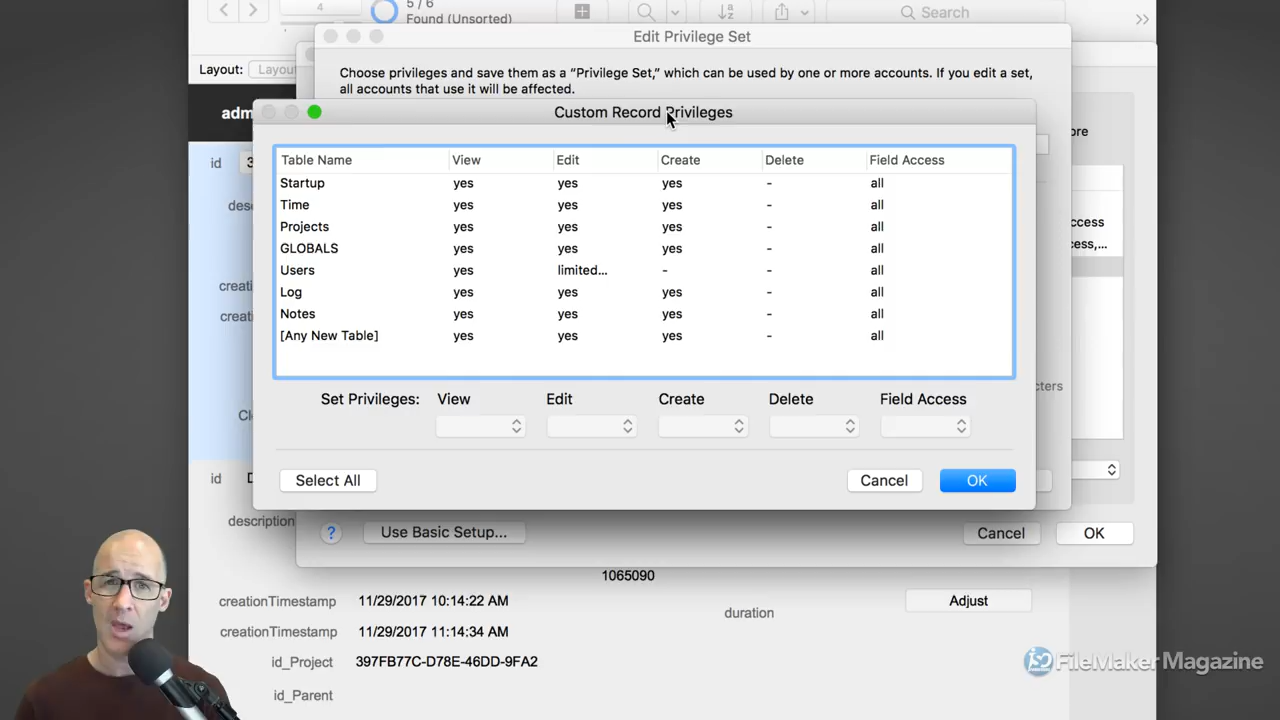 4
5 / 6
Found (Unsorted)
Search
Layout:
Edit Privilege Set
Choose privileges and save them as a “Privilege Set,” which can be used by one or more accounts. If you edit a set,
all accounts that use it will be affected.
Custom Record Privileges
Table Name View Edit Create Delete Field Access
Startup yes yes yes - all
Time yes yes yes - all
Projects yes yes yes - all
GLOBALS yes yes yes - all
Users yes limited... - - all
Log yes yes yes - all
Notes yes yes yes - all
[Any New Table] yes yes yes - all
Set Privileges: View Edit Create Delete Field Access
Select All Cancel OK
? Use Basic Setup... Cancel OK
id
id
description
1065090
creationTimestamp 11/29/2017 10:14:22 AM
duration
Adjust
creationTimestamp 11/29/2017 11:14:34 AM
id_Project 397FB77C-D78E-46DD-9FA2
id_Parent
FileMaker Magazine